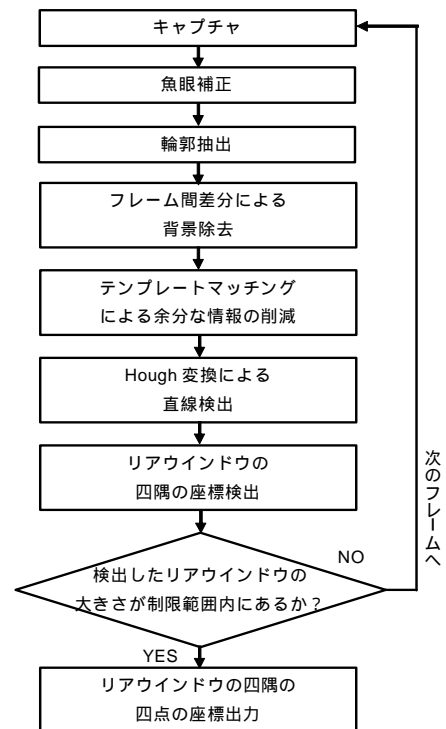 キャプチャ
魚眼補正
輪郭抽出
フレーム間差分による
背景除去
テンプレートマッチング
による余分な情報の削減
Hough 変換による
直線検出
リアウインドウの
四隅の座標検出
検出したリアウインドウの
大きさが制限範囲内にあるか？
NO
次のフレームへ
YES
リアウインドウの四隅の
四点の座標出力